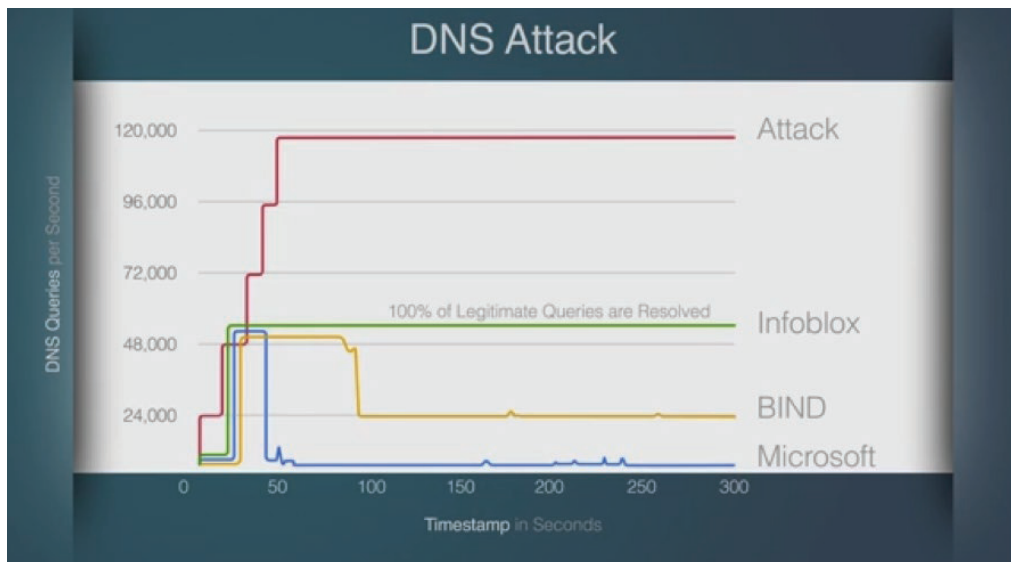 DNS Attack
DNS Queries per Second
120,000
96,000
72,000
48,000
24,000
Attack
100% of Legitimate Queries are Resolved
Infoblox
BIND
Microsoft
0 50 100 150 200 250 300
Timestamp in Seconds